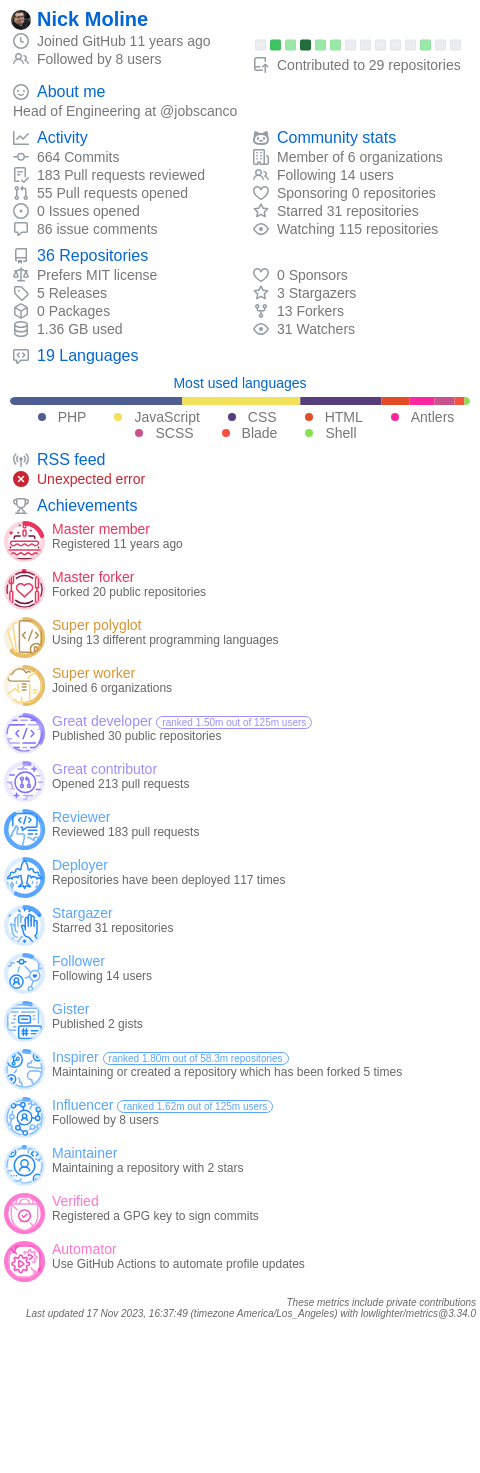 Nick Moline
Joined GitHub 11 years ago
Followed by 8 users
Contributed to 29 repositories
About me
Head of Engineering at @jobscanco
Activity
664 Commits
183 Pull requests reviewed
55 Pull requests opened
0 Issues opened
86 issue comments
Community stats
Member of 6 organizations
Following 14 users
Sponsoring 0 repositories
Starred 31 repositories
Watching 115 repositories
36 Repositories
Prefers MIT license
5 Releases
0 Packages
1.36 GB used
0 Sponsors
3 Stargazers
13 Forkers
31 Watchers
19 Languages
Most used languages
PHP JavaScript CSS HTML Antlers
SCSS Blade Shell
RSS feed
Unexpected error
Achievements
Master member
Registered 11 years ago
Master forker
Forked 20 public repositories
Super polyglot
Using 13 different programming languages
Super worker
Joined 6 organizations
Great developer ranked 1.50m out of 125m users
Published 30 public repositories
Great contributor
Opened 213 pull requests
Reviewer
Reviewed 183 pull requests
Deployer
Repositories have been deployed 117 times
Stargazer
Starred 31 repositories
Follower
Following 14 users
Gister
Published 2 gists
Inspirer ranked 1.80m out of 58.3m repositories
Maintaining or created a repository which has been forked 5 times
Influencer ranked 1.62m out of 125m users
Followed by 8 users
Maintainer
Maintaining a repository with 2 stars
Verified
Registered a GPG key to sign commits
Automator
Use GitHub Actions to automate profile updates
These metrics include private contributions
Last updated 17 Nov 2023, 16:37:49 (timezone America/Los_Angeles) with lowlighter/metrics@3.34.0